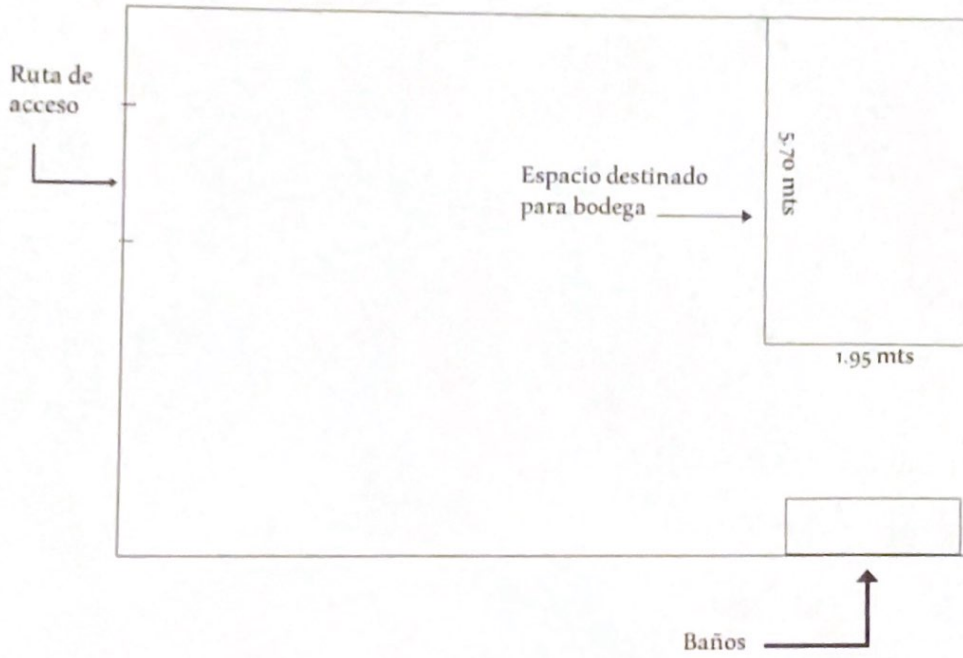 Ruta de
acceso
Espacio destinado
para bodega
5.70 mts
1.95 mts
Baños